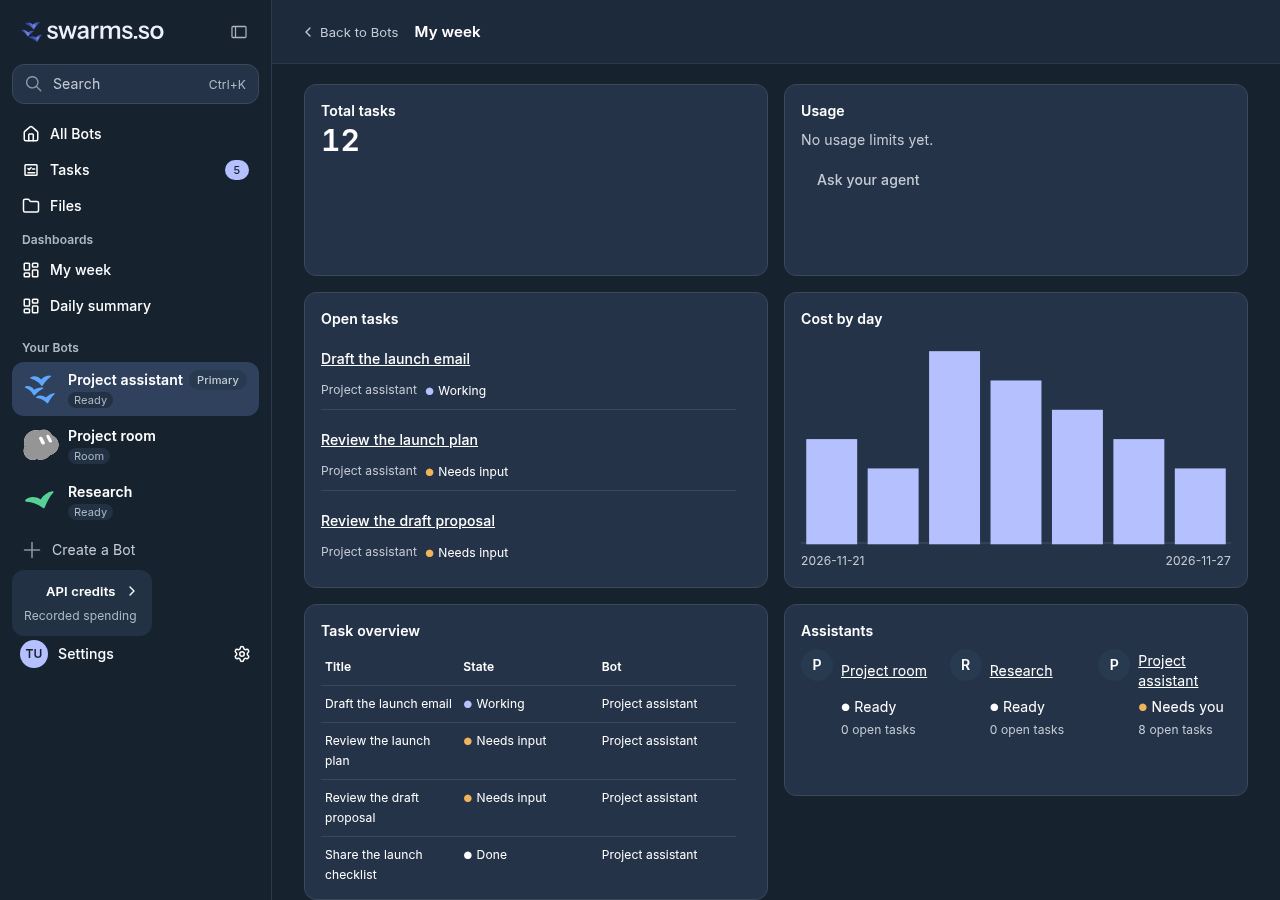 swarms.so
Search Ctrl+K
All Bots
Tasks 5
Files
Dashboards
My week
Daily summary
Your Bots
Project assistant Primary
Ready
Project room
Room
Research
Ready
Create a Bot
API credits
Recorded spending
TU Settings
Back to Bots My week
Total tasks
12
Usage
No usage limits yet.
Ask your agent
Open tasks
Draft the launch email
Project assistant Working
Review the launch plan
Project assistant Needs input
Review the draft proposal
Project assistant Needs input
Cost by day
2026-11-21 2026-11-27
Task overview
Title State Bot
Draft the launch email Working Project assistant
Review the launch
plan
Needs input Project assistant
Review the draft
proposal
Needs input Project assistant
Share the launch
checklist
Done Project assistant
Assistants
P Project room
Ready
0 open tasks
R Research
Ready
0 open tasks
P Project
assistant
Needs you
8 open tasks